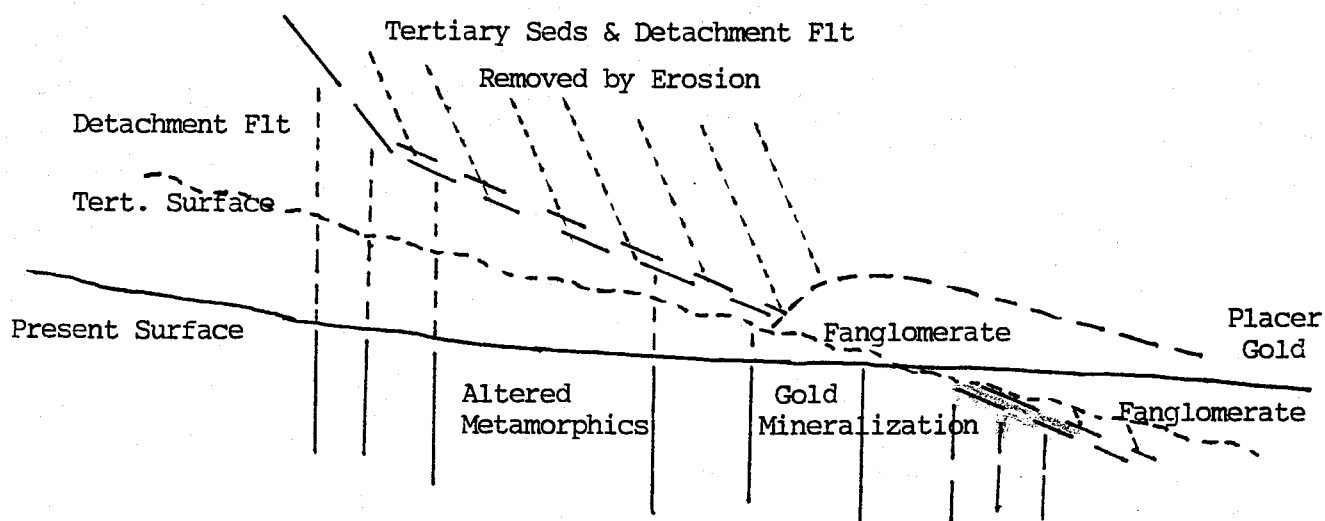 Tertiary Seds & Detachment Flt
Removed by Erosion
Detachment Flt
Tert. Surface
Present Surface
Fanglomerate
Placer
Gold
Altered
Metamorphics
Gold
Mineralization
Fanglomerate